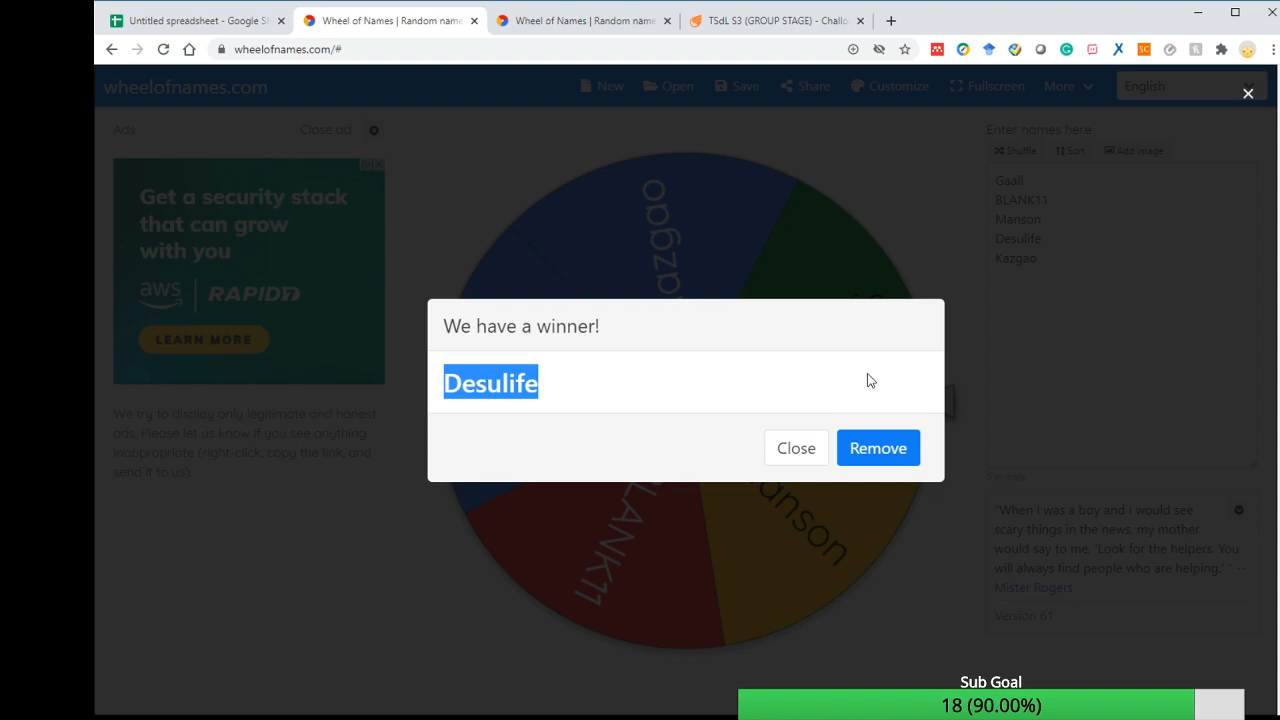 Untitled spreadsheet - Google Sh
Wheel of Names | Random name
Wheel of Names | Random name
TSdL S3 (GROUP STAGE) - Challo
wheelofnames.com/#
wheelofnames.com
New
Open
Save
Share
Customize
Fullscreen
More
English
Ads
Close ad
Get a security stack
that can grow
with you
aws
RAPID7
LEARN MORE
We try to display only legitimate and honest
ads. Please let us know if you see anything
inappropriate (right-click, copy the link, and
send it to us).
Kazgao
BLANK11
Manson
Enter names here
Shuffle
Sort
Add image
Gaall
BLANK11
Manson
Desulife
Kazgao
5 entries
"When I was a boy and I would see
scary things in the news, my mother
would say to me, 'Look for the helpers. You
will always find people who are helping.' " --
Mister Rogers
Version 61
We have a winner!
Desulife
Close
Remove
Sub Goal
18 (90.00%)